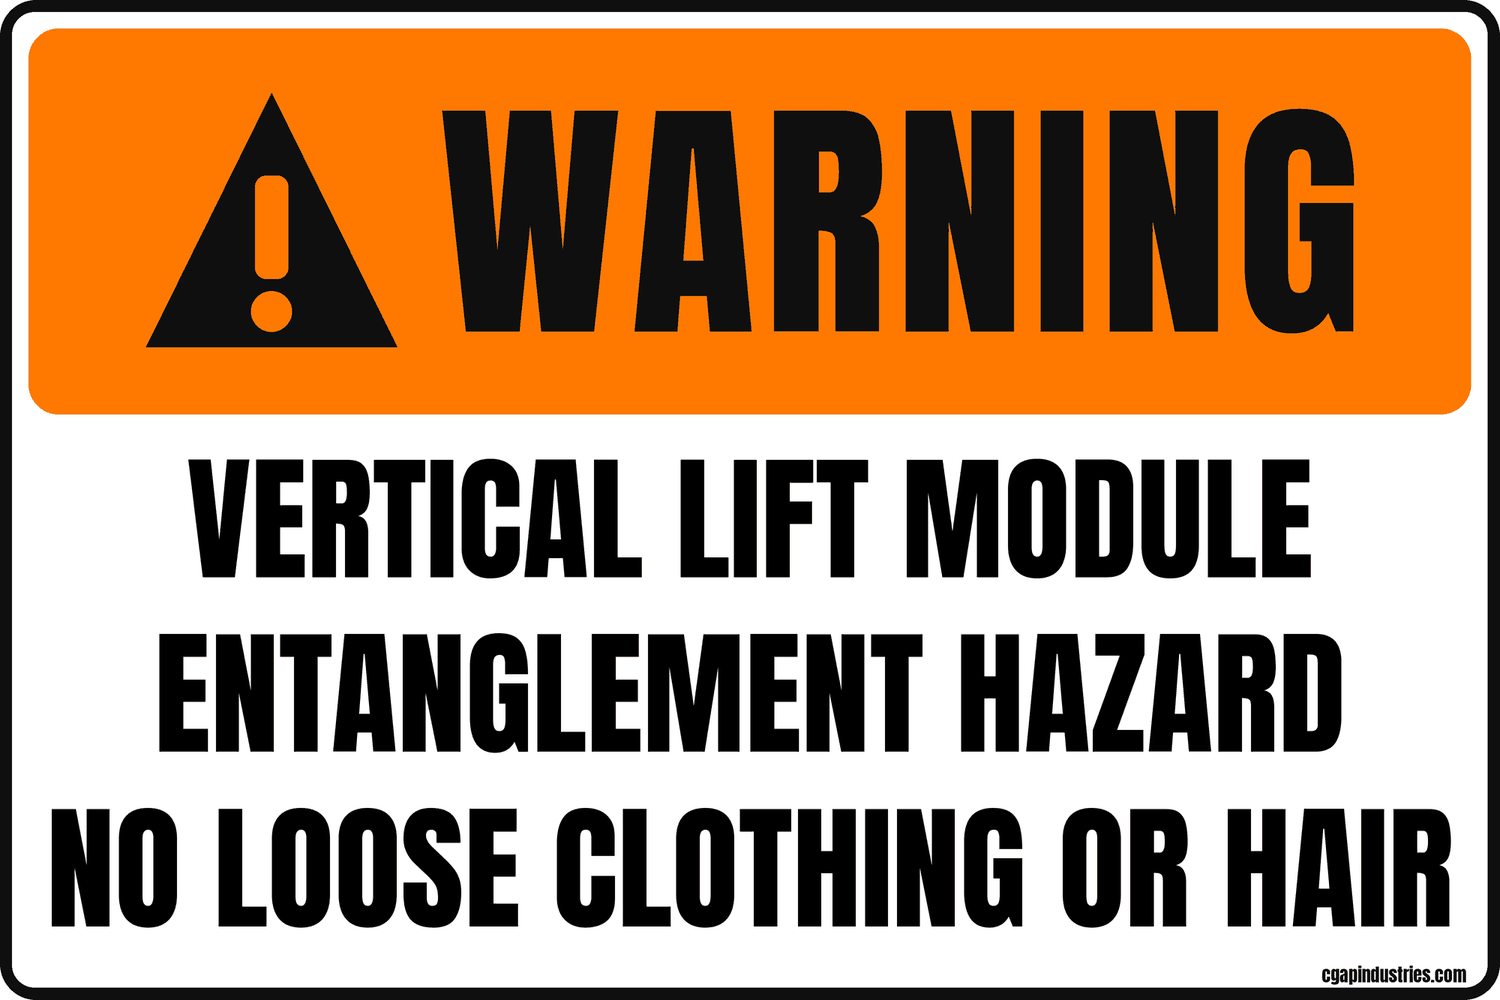 WARNING
VERTICAL LIFT MODULE
ENTANGLEMENT HAZARD
NO LOOSE CLOTHING OR HAIR
cgapindustries.com